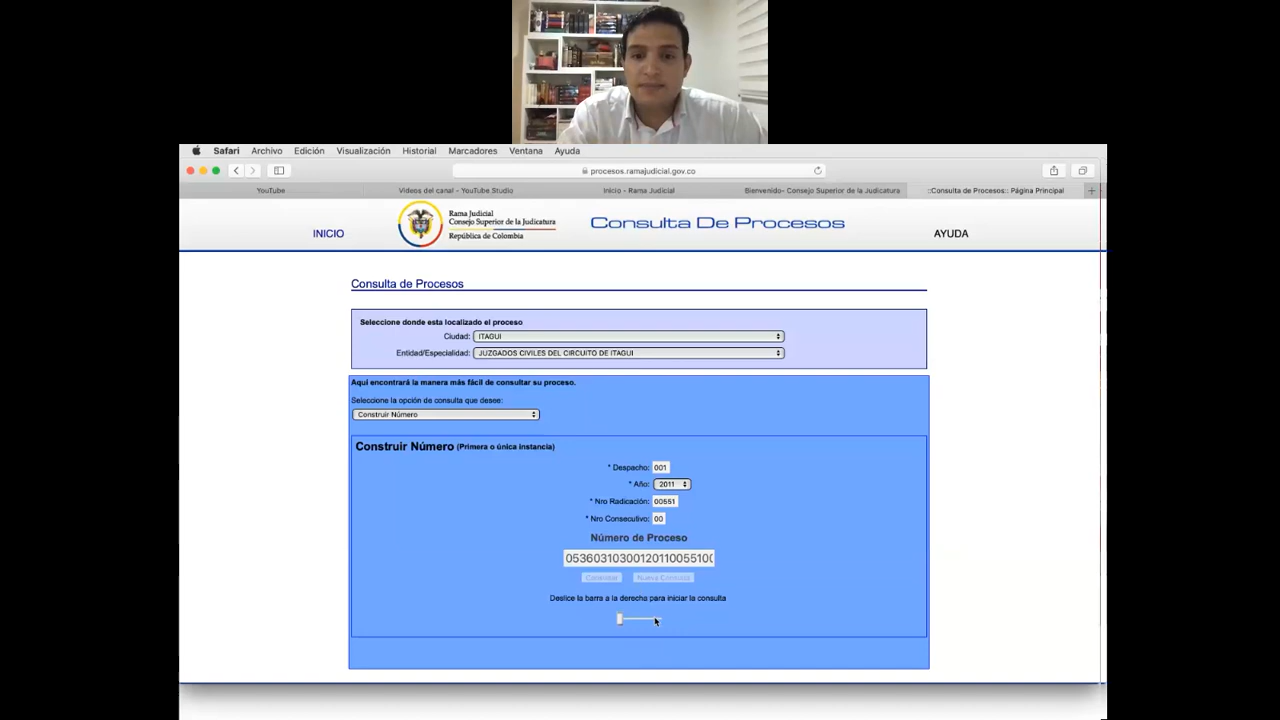 Safari Archivo Edición Visualización Historial Marcadores Ventana Ayuda
procesos.ramajudicial.gov.co
YouTube Videos del canal - YouTube Studio Inicio - Rama Judicial Bienvenido- Consejo Superior de la Judicatura ::Consulta de Procesos:: Página Principal
INICIO
Rama Judicial
Consejo Superior de la Judicatura
República de Colombia
Consulta De Procesos
AYUDA
Consulta de Procesos
Seleccione donde esta localizado el proceso
Ciudad: ITAGUI
Entidad/Especialidad: JUZGADOS CIVILES DEL CIRCUITO DE ITAGUI
Aqui encontrará la manera más fácil de consultar su proceso.
Seleccione la opción de consulta que desee:
Construir Número
Construir Número (Primera o única instancia)
* Despacho: 001
* Año: 2011
* Nro Radicación: 00551
* Nro Consecutivo: 00
Número de Proceso
0536031030012011005510(
Consultar Nueva Consulta
Deslice la barra a la derecha para iniciar la consulta